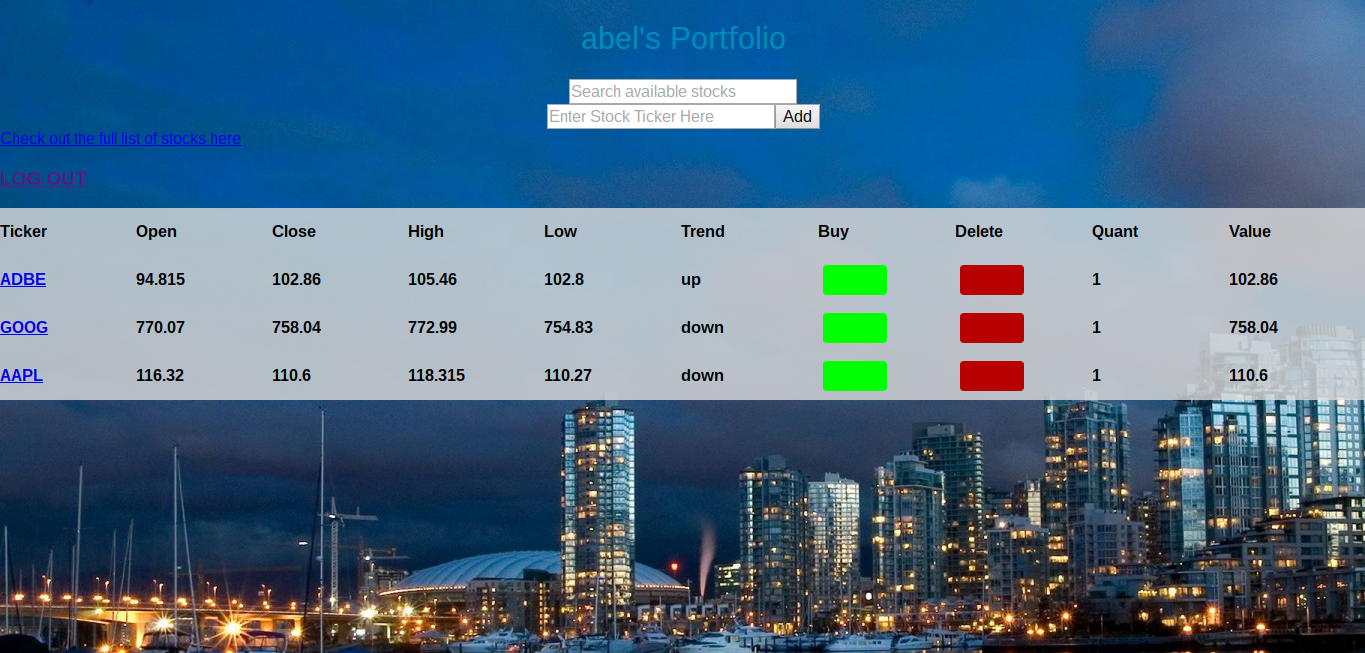 abel's Portfolio
Search available stocks
Enter Stock Ticker Here Add
Check out the full list of stocks here
LOG OUT
Ticker Open Close High Low Trend Buy Delete Quant Value
ADBE 94.815 102.86 105.46 102.8 up 1 102.86
GOOG 770.07 758.04 772.99 754.83 down 1 758.04
AAPL 116.32 110.6 118.315 110.27 down 1 110.6